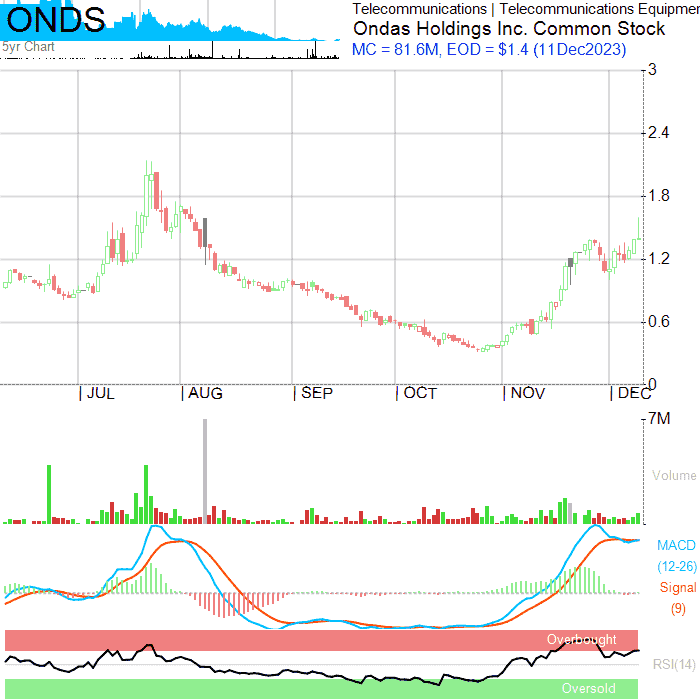 ONDS
5yr Chart
Telecommunications | Telecommunications Equipmen
Ondas Holdings Inc. Common Stock
MC = 81.6M, EOD = $1.4 (11Dec2023)
3
2.4
1.8
1.2
0.6
0
| JUL | AUG | SEP | OCT | NOV | DEC
7M
Volume
MACD
(12-26)
Signal
(9)
Overbought
RSI(14)
Oversold